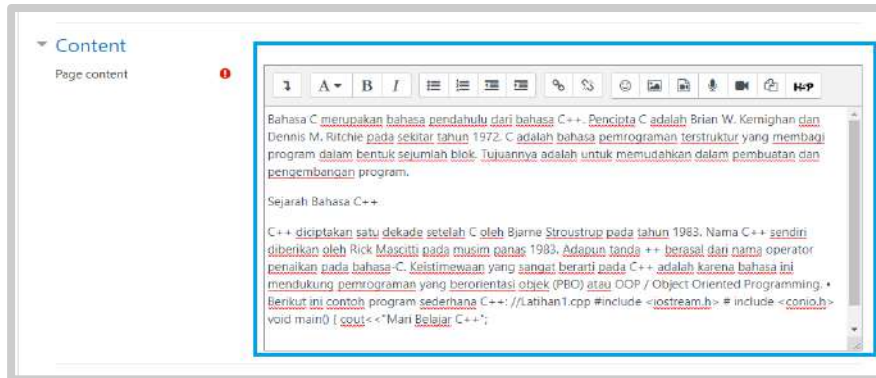 Content
Page content
A B I H-P
Bahasa C merupakan bahasa pendahulu dari bahasa C++. Pencipta C adalah Brian W. Kernighan dan
Dennis M. Ritchie pada sekitar tahun 1972. C adalah bahasa pemrograman terstruktur yang membagi
program dalam bentuk sejumlah blok. Tujuannya adalah untuk memudahkan dalam pembuatan dan
pengembangan program.
Sejarah Bahasa C++
C++ diciptakan satu dekade setelah C oleh Bjarne Stroustrup pada tahun 1983. Nama C++ sendiri
diberikan oleh Rick Mascitti pada musim panas 1983. Adapun tanda ++ berasal dari nama operator
penaikan pada bahasa-C. Keistimewaan yang sangat berarti pada C++ adalah karena bahasa ini
mendukung pemrograman yang berorientasi objek (PBO) atau OOP / Object Oriented Programming. •
Berikut ini contoh program sederhana C++: //Latihan1.cpp #include <iostream.h> # include <conio.h>
void main() { cout<<"Mari Belajar C++";